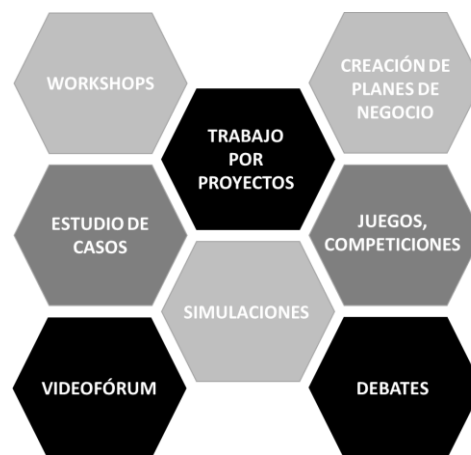 WORKSHOPS
CREACIÓN DE
PLANES DE
NEGOCIO
TRABAJO
POR
PROYECTOS
ESTUDIO DE
CASOS
JUEGOS,
COMPETICIONES
SIMULACIONES
VIDEOFÓRUM
DEBATES